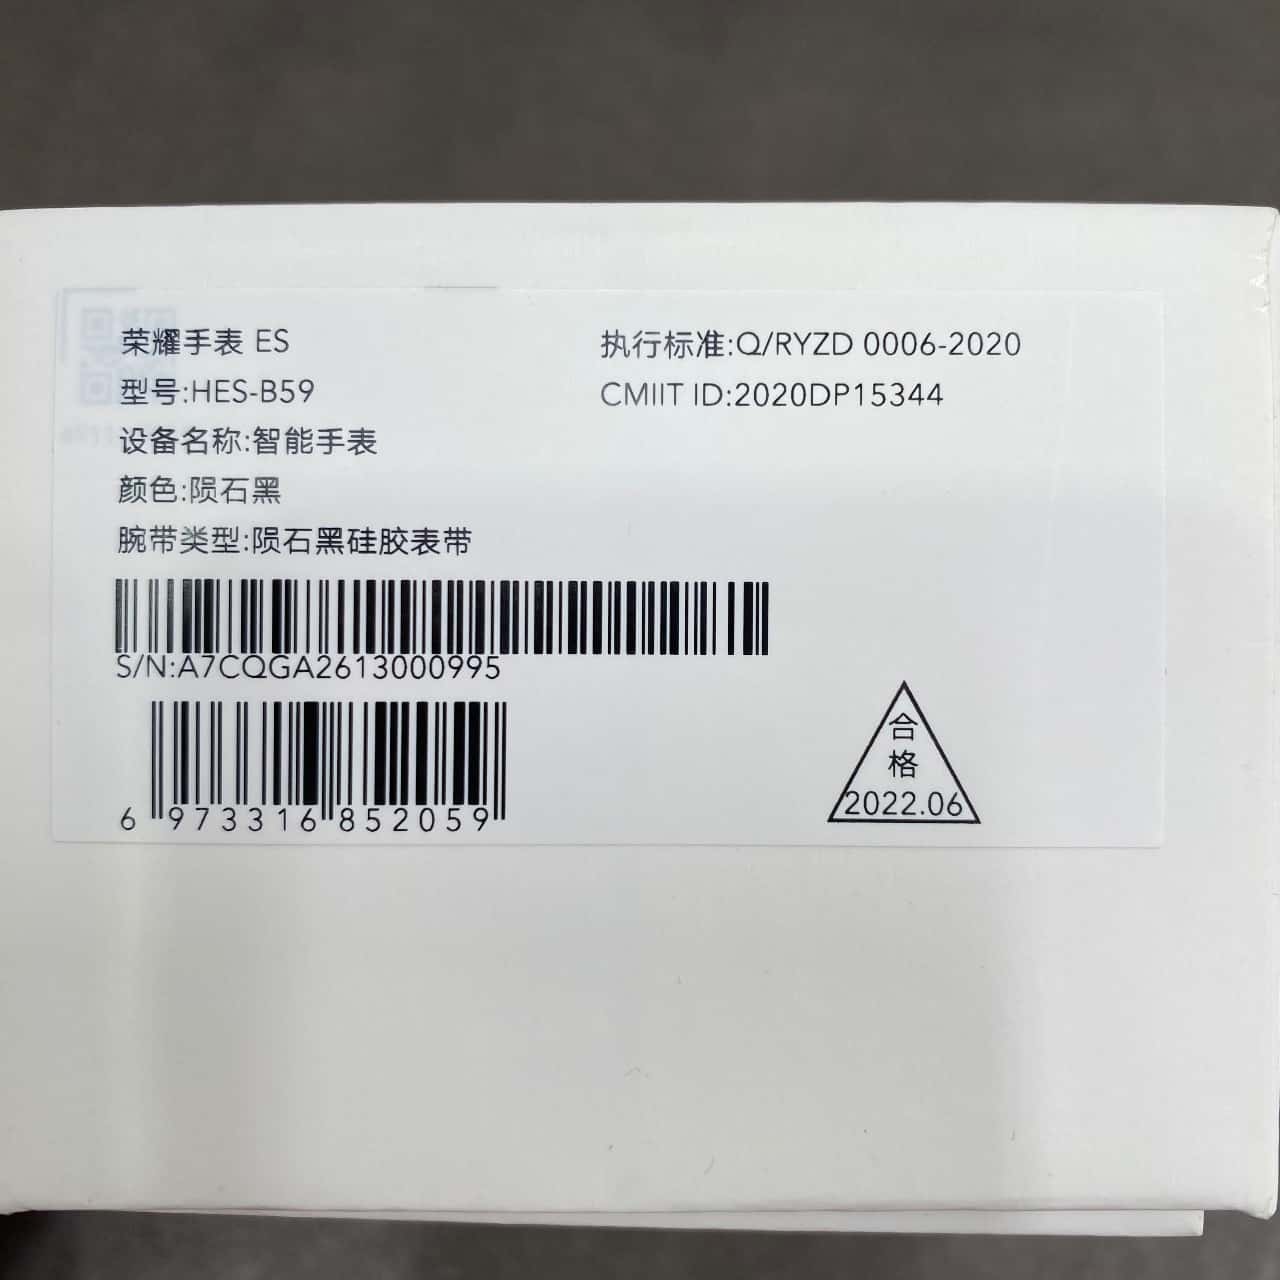 荣耀手表 ES
型号:HES-B59
设备名称:智能手表
颜色:陨石黑
腕带类型:陨石黑硅胶表带
执行标准:Q/RYZD 0006-2020
CMIIT ID:2020DP15344
S/N:A7CQGA2613000995
6 973316 852059
合
格
2022.06